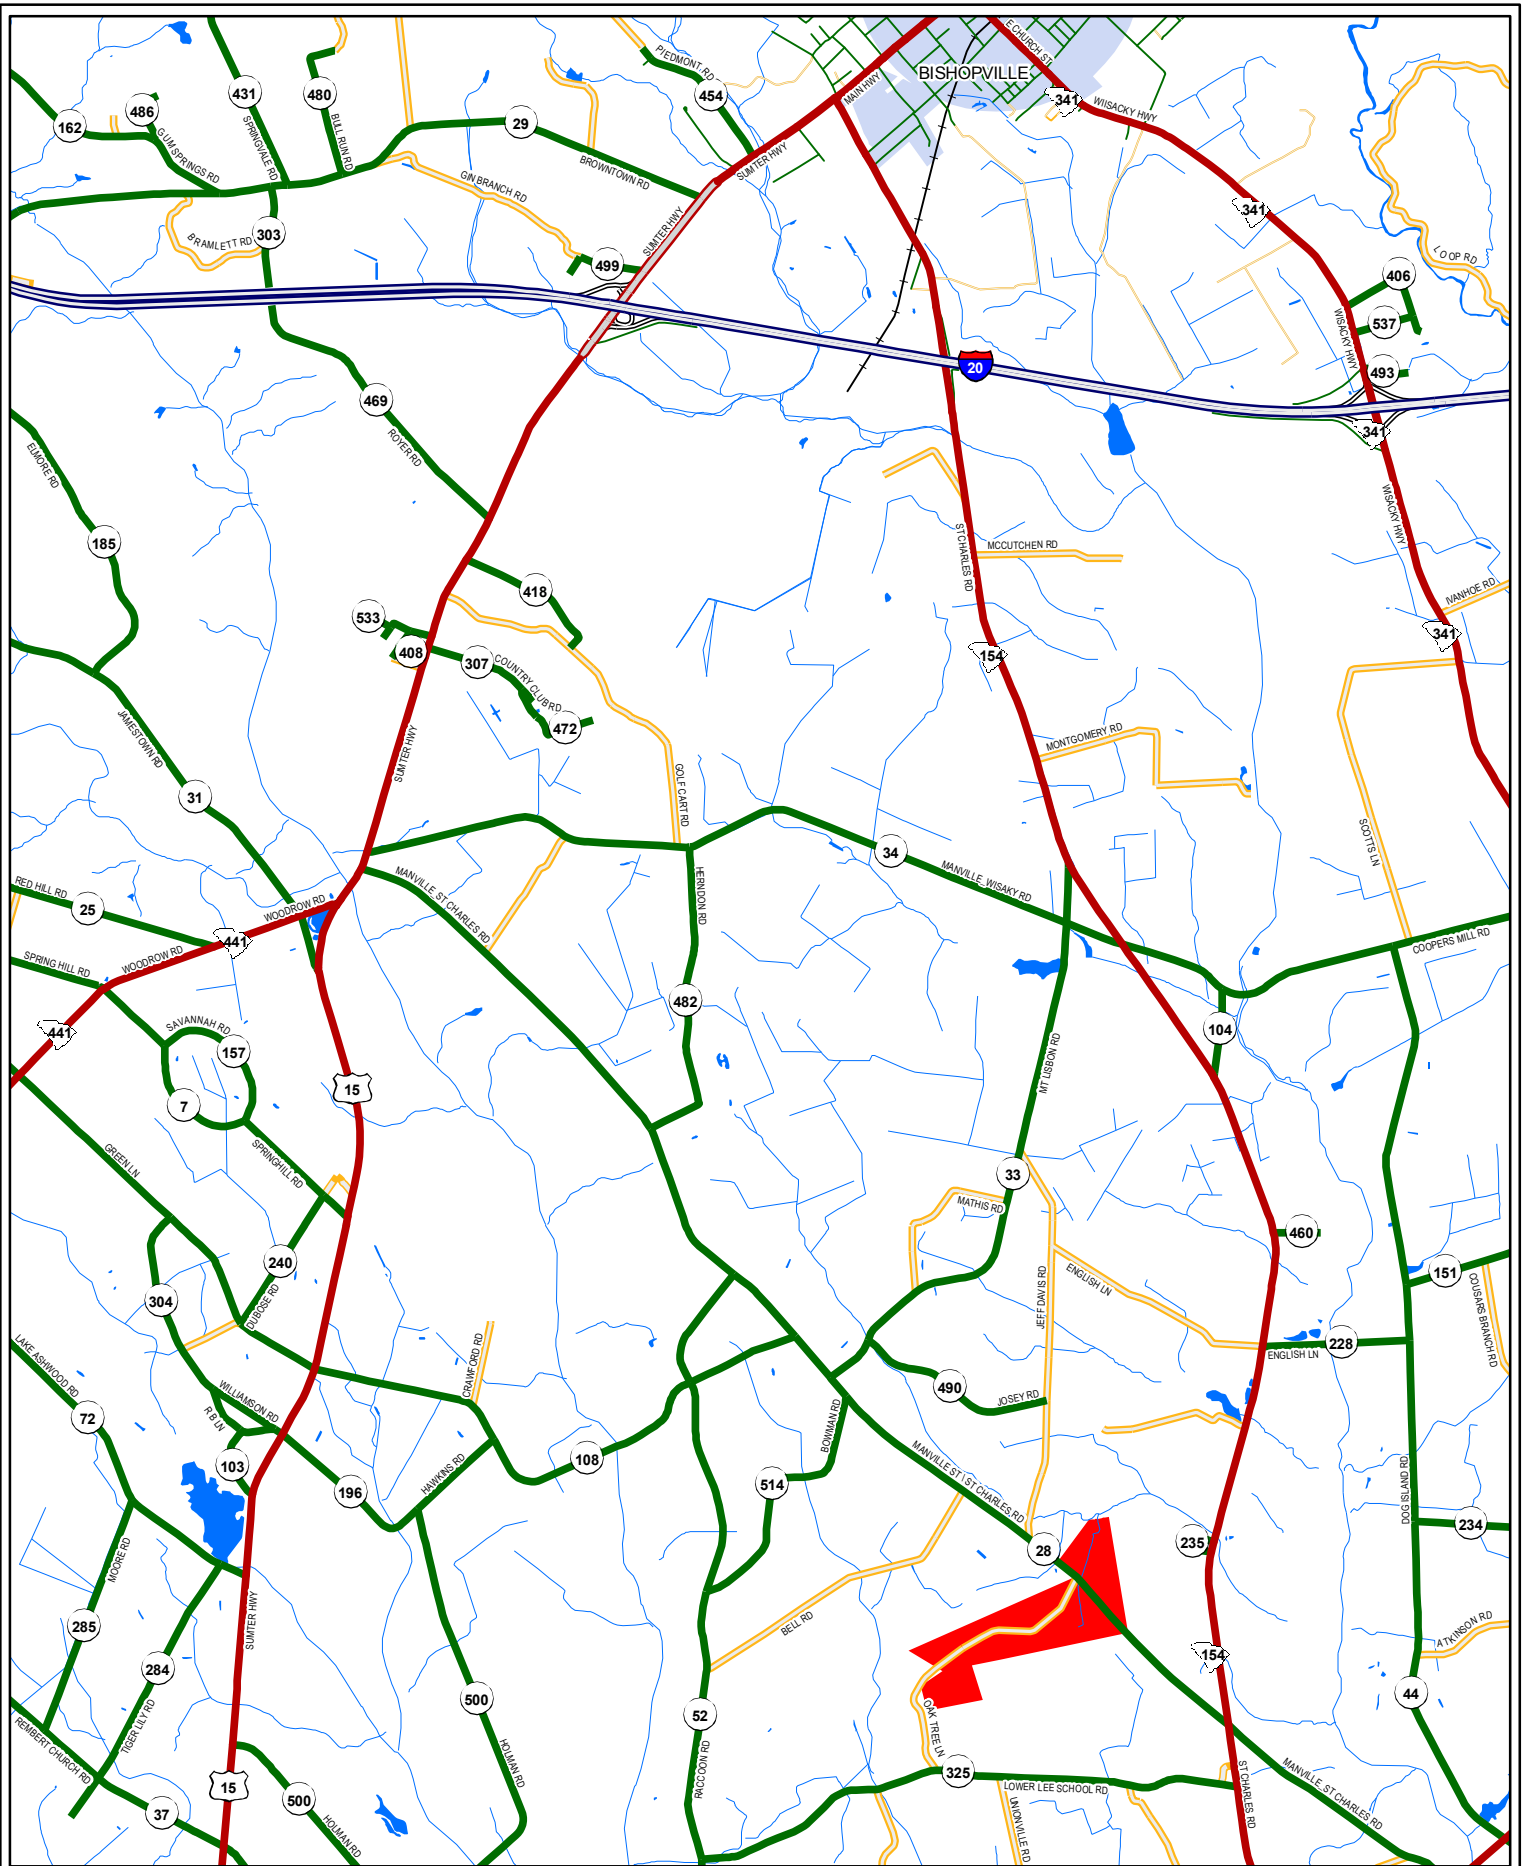 BISHOPVILLE
E CHURCH ST
PIEDMONT RD
454
MAIN HWY
341
WIISACKY HWY
431
480
486
162
GUM SPRINGS RD
SPRINGVALE RD
BULL RUN RD
29
BROWNTOWN RD
SUMTER HWY
GIN BRANCH RD
341
303
BRAMLETT RD
SUMTER HWY
499
LOOP RD
406
537
WISACKY HWY
493
20
469
ROYER RD
341
ELMORE RD
185
WISACKY HWY
ST CHARLES RD
MCCUTCHEN RD
418
IVANHOE RD
533
408
307
COUNTRY CLUB RD
472
341
154
JAMESTOWN RD
SUMTER HWY
MONTGOMERY RD
31
GOLF CART RD
SCOTTS LN
34
MANVILLE_WISAKY RD
MANVILLE_ST CHARLES RD
HERNDON RD
RED HILL RD
25
WOODROW RD
441
COOPERS MILL RD
SPRING HILL RD
WOODROW RD
482
441
SAVANNAH RD
157
104
MT LISBON RD
15
7
GREEN LN
SPRINGHILL RD
33
MATHIS RD
460
240
ENGLISH LN
JEFF DAVIS RD
151
COUSARS BRANCH RD
304
DUBOSE RD
LAKE ASHWOOD RD
CRAWFORD RD
228
ENGLISH LN
WILLIAMSON RD
490
JOSEY RD
72
R B LN
BOWMAN RD
103
196
HAWKINS RD
108
514
MANVILLE ST \ ST CHARLES RD
DOG ISLAND RD
234
MOORE RD
28
235
SUMTER HWY
285
BELL RD
ATKINSON RD
284
154
44
500
52
OAK TREE LN
TIGER LILY RD
REMBERT CHURCH RD
HOLMAN RD
RACCOON RD
325
LOWER LEE SCHOOL RD
ST CHARLES RD
MANVILLE_ST CHARLES RD
15
500
37
HOLMAN RD
UNIONVILLE RD